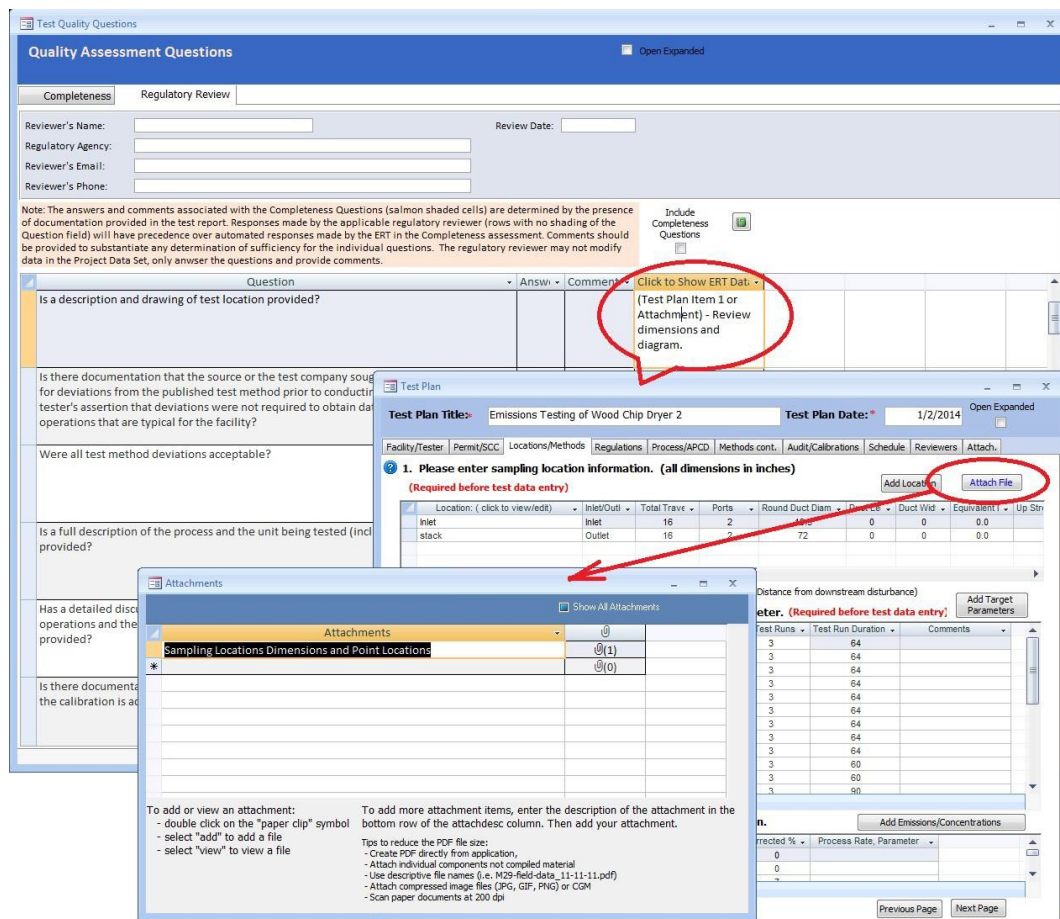 Test Quality Questions
Quality Assessment Questions
Open Expanded
Completeness
Regulatory Review
Reviewer's Name:
Review Date:
Regulatory Agency:
Reviewer's Email:
Reviewer's Phone:
Note: The answers and comments associated with the Completeness Questions (salmon shaded cells) are determined by the presence
of documentation provided in the test report. Responses made by the applicable regulatory reviewer (rows with no shading of the
Question field) will have precedence over automated responses made by the ERT in the Completeness assessment. Comments should
be provided to substantiate any determination of sufficiency for the individual questions. The regulatory reviewer may not modify
data in the Project Data Set, only anwser the questions and provide comments.
Include
Completeness
Questions
Question
Answ
Comment
Click to Show ERT Dat
Is a description and drawing of test location provided?
(Test Plan Item 1 or
Attachment) - Review
dimensions and
diagram.
Is there documentation that the source or the test company soug
for deviations from the published test method prior to conductin
tester's assertion that deviations were not required to obtain dat
operations that are typical for the facility?
Were all test method deviations acceptable?
Is a full description of the process and the unit being tested (incl
provided?
Has a detailed discu
operations and the
provided?
Is there documenta
the calibration is ac
Test Plan
Test Plan Title:*
Emissions Testing of Wood Chip Dryer 2
Test Plan Date:*
1/2/2014
Open Expanded
Facility/Tester
Permit/SCC
Locations/Methods
Regulations
Process/APCD
Methods cont.
Audit/Calibrations
Schedule
Reviewers
Attach.
1. Please enter sampling location information. (all dimensions in inches)
(Required before test data entry)
Add Location
Attach File
Location: ( click to view/edit)
Inlet/Outl
Total Trave
Ports
Round Duct Diam
Duct Wid
Equivalent
Up Stre
Inlet
Inlet
16
2
0
0
0.0
stack
Outlet
16
2
72
0
0
0.0
Distance from downstream disturbance)
eter. (Required before test data entry)
Add Target
Parameters
Test Runs
Test Run Duration
Comments
3 64
3 64
3 64
3 64
3 64
3 64
3 64
3 64
3 64
3 60
3 60
3 90
n.
Add Emissions/Concentrations
rrected %
Process Rate, Parameter
0
0
Previous Page
Next Page
Attachments
Show All Attachments
Attachments
Sampling Locations Dimensions and Point Locations
(1)
*
(0)
To add or view an attachment:
- double click on the "paper clip" symbol
- select "add" to add a file
- select "view" to view a file
To add more attachment items, enter the description of the attachment in the
bottom row of the attachdesc column. Then add your attachment.
Tips to reduce the PDF file size:
- Create PDF directly from application,
- Attach individual components not compiled material
- Use descriptive file names (i.e. M29-field-data_11-11-11.pdf)
- Attach compressed image files (JPG, GIF, PNG) or CGM
- Scan paper documents at 200 dpi